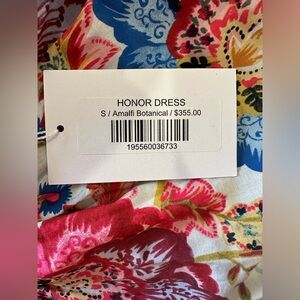 HONOR DRESS
S / Amalfi Botanical / $355.00
195560036733